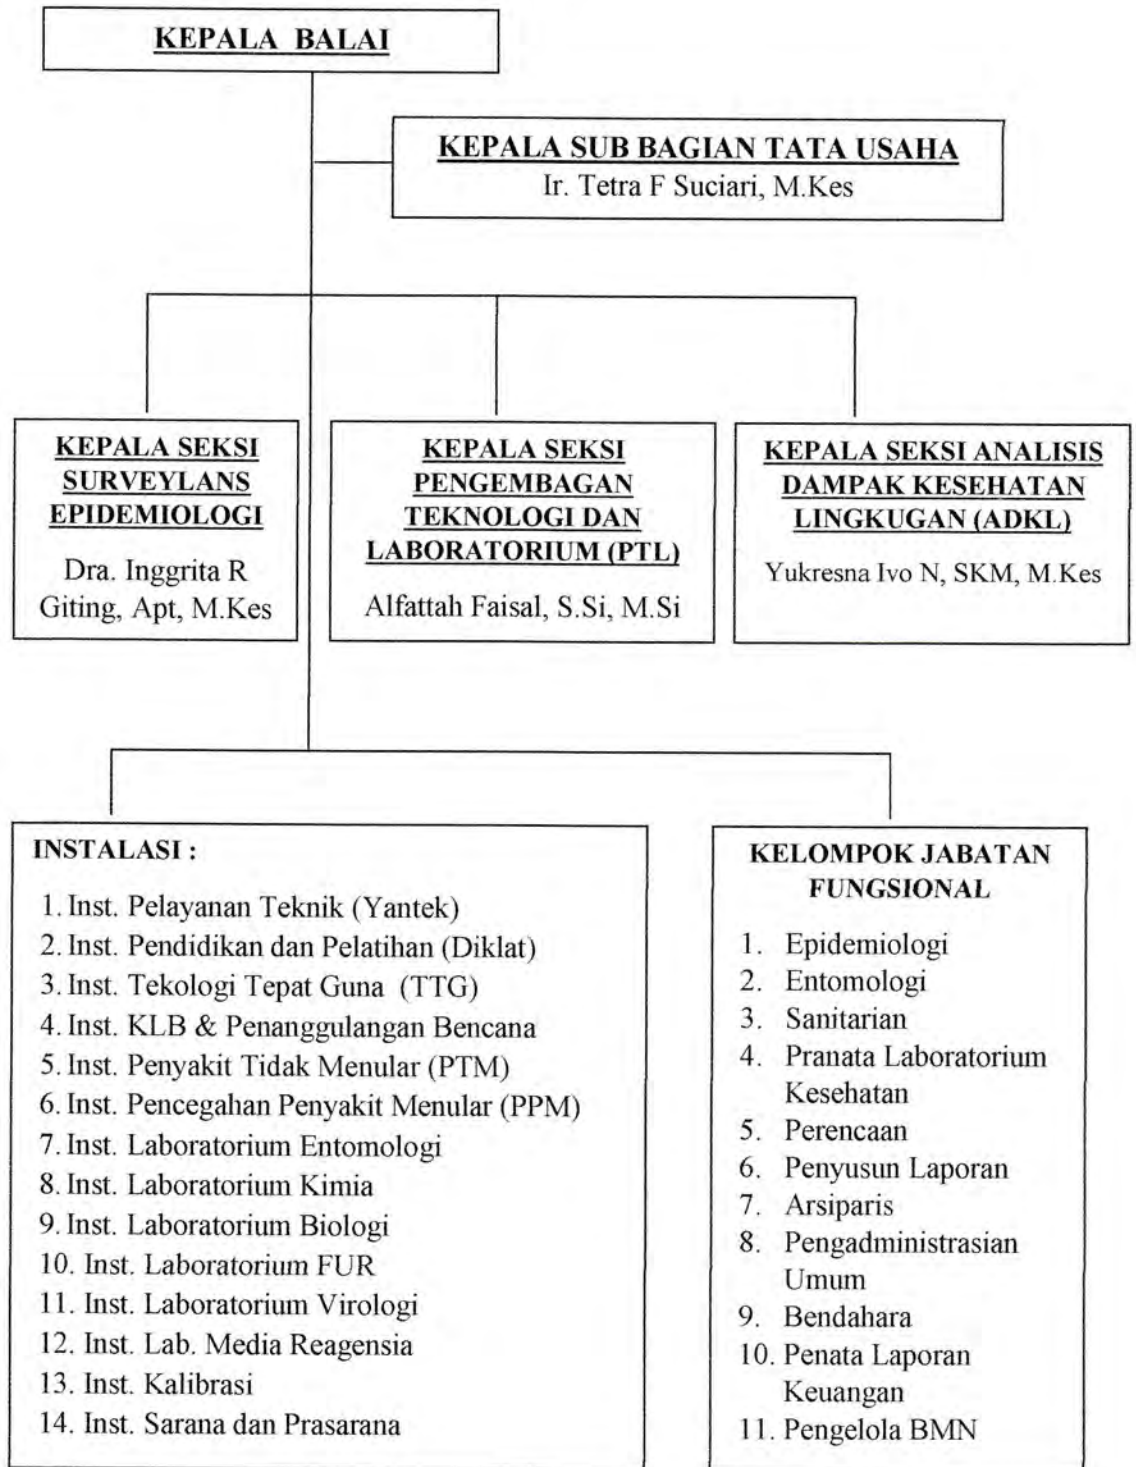 KEPALA BALAI
KEPALA SUB BAGIAN TATA USAHA
Ir. Tetra F Suciari, M.Kes
KEPALA SEKSI
SURVEYLANS
EPIDEMIOLOGI
Dra. Inggrita R
Giting, Apt, M.Kes
KEPALA SEKSI
PENGEMBAGAN
TEKNOLOGI DAN
LABORATORIUM (PTL)
Alfattah Faisal, S.Si, M.Si
KEPALA SEKSI ANALISIS
DAMPAK KESEHATAN
LINGKUGAN (ADKL)
Yukresna Ivo N, SKM, M.Kes
INSTALASI :
1. Inst. Pelayanan Teknik (Yantek)
2. Inst. Pendidikan dan Pelatihan (Diklat)
3. Inst. Tekologi Tepat Guna (TTG)
4. Inst. KLB & Penanggulangan Bencana
5. Inst. Penyakit Tidak Menular (PTM)
6. Inst. Pencegahan Penyakit Menular (PPM)
7. Inst. Laboratorium Entomologi
8. Inst. Laboratorium Kimia
9. Inst. Laboratorium Biologi
10. Inst. Laboratorium FUR
11. Inst. Laboratorium Virologi
12. Inst. Lab. Media Reagensia
13. Inst. Kalibrasi
14. Inst. Sarana dan Prasarana
KELOMPOK JABATAN
FUNGSIONAL
1. Epidemiologi
2. Entomologi
3. Sanitarian
4. Pranata Laboratorium
Kesehatan
5. Perencaan
6. Penyusun Laporan
7. Arsiparis
8. Pengadministrasian
Umum
9. Bendahara
10. Penata Laporan
Keuangan
11. Pengelola BMN